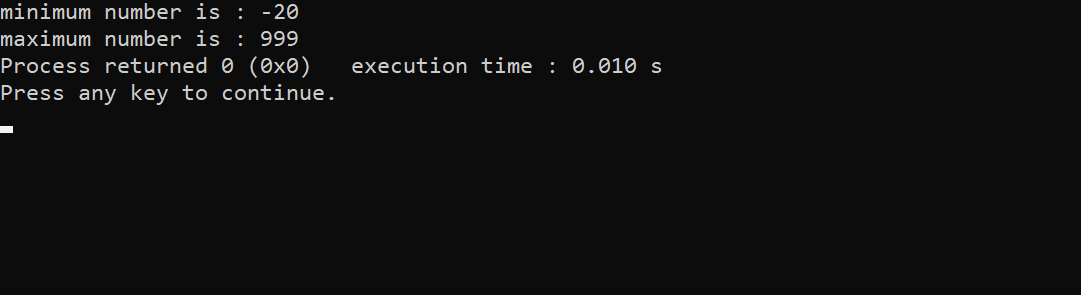 minimum number is : -20
maximum number is : 999
Process returned 0 (0x0)   execution time : 0.010 s
Press any key to continue.